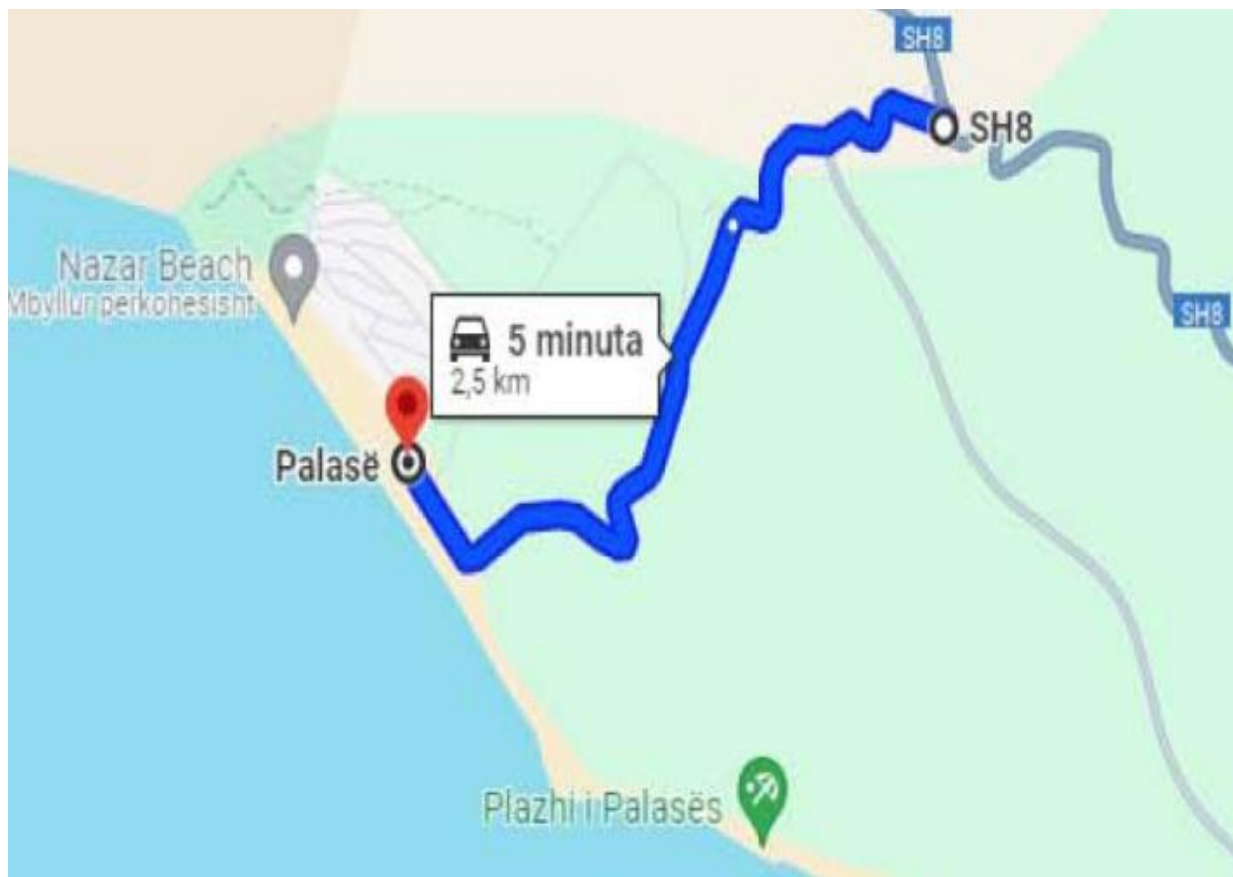 SH8
SH8
Nazar Beach
Mbyllur perkohesisht
5 minuta
2,5 km
SH8
Palasë
Plazhi i Palasës